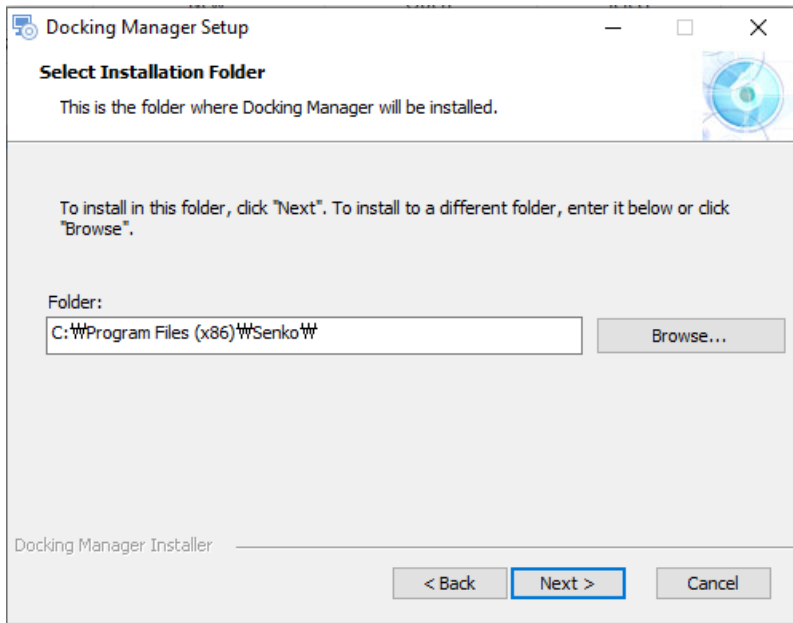 Docking Manager Setup
Select Installation Folder
This is the folder where Docking Manager will be installed.
To install in this folder, click "Next". To install to a different folder, enter it below or click
"Browse".
Folder:
C:₩Program Files (x86)₩Senko₩
Browse...
Docking Manager Installer
< Back
Next >
Cancel